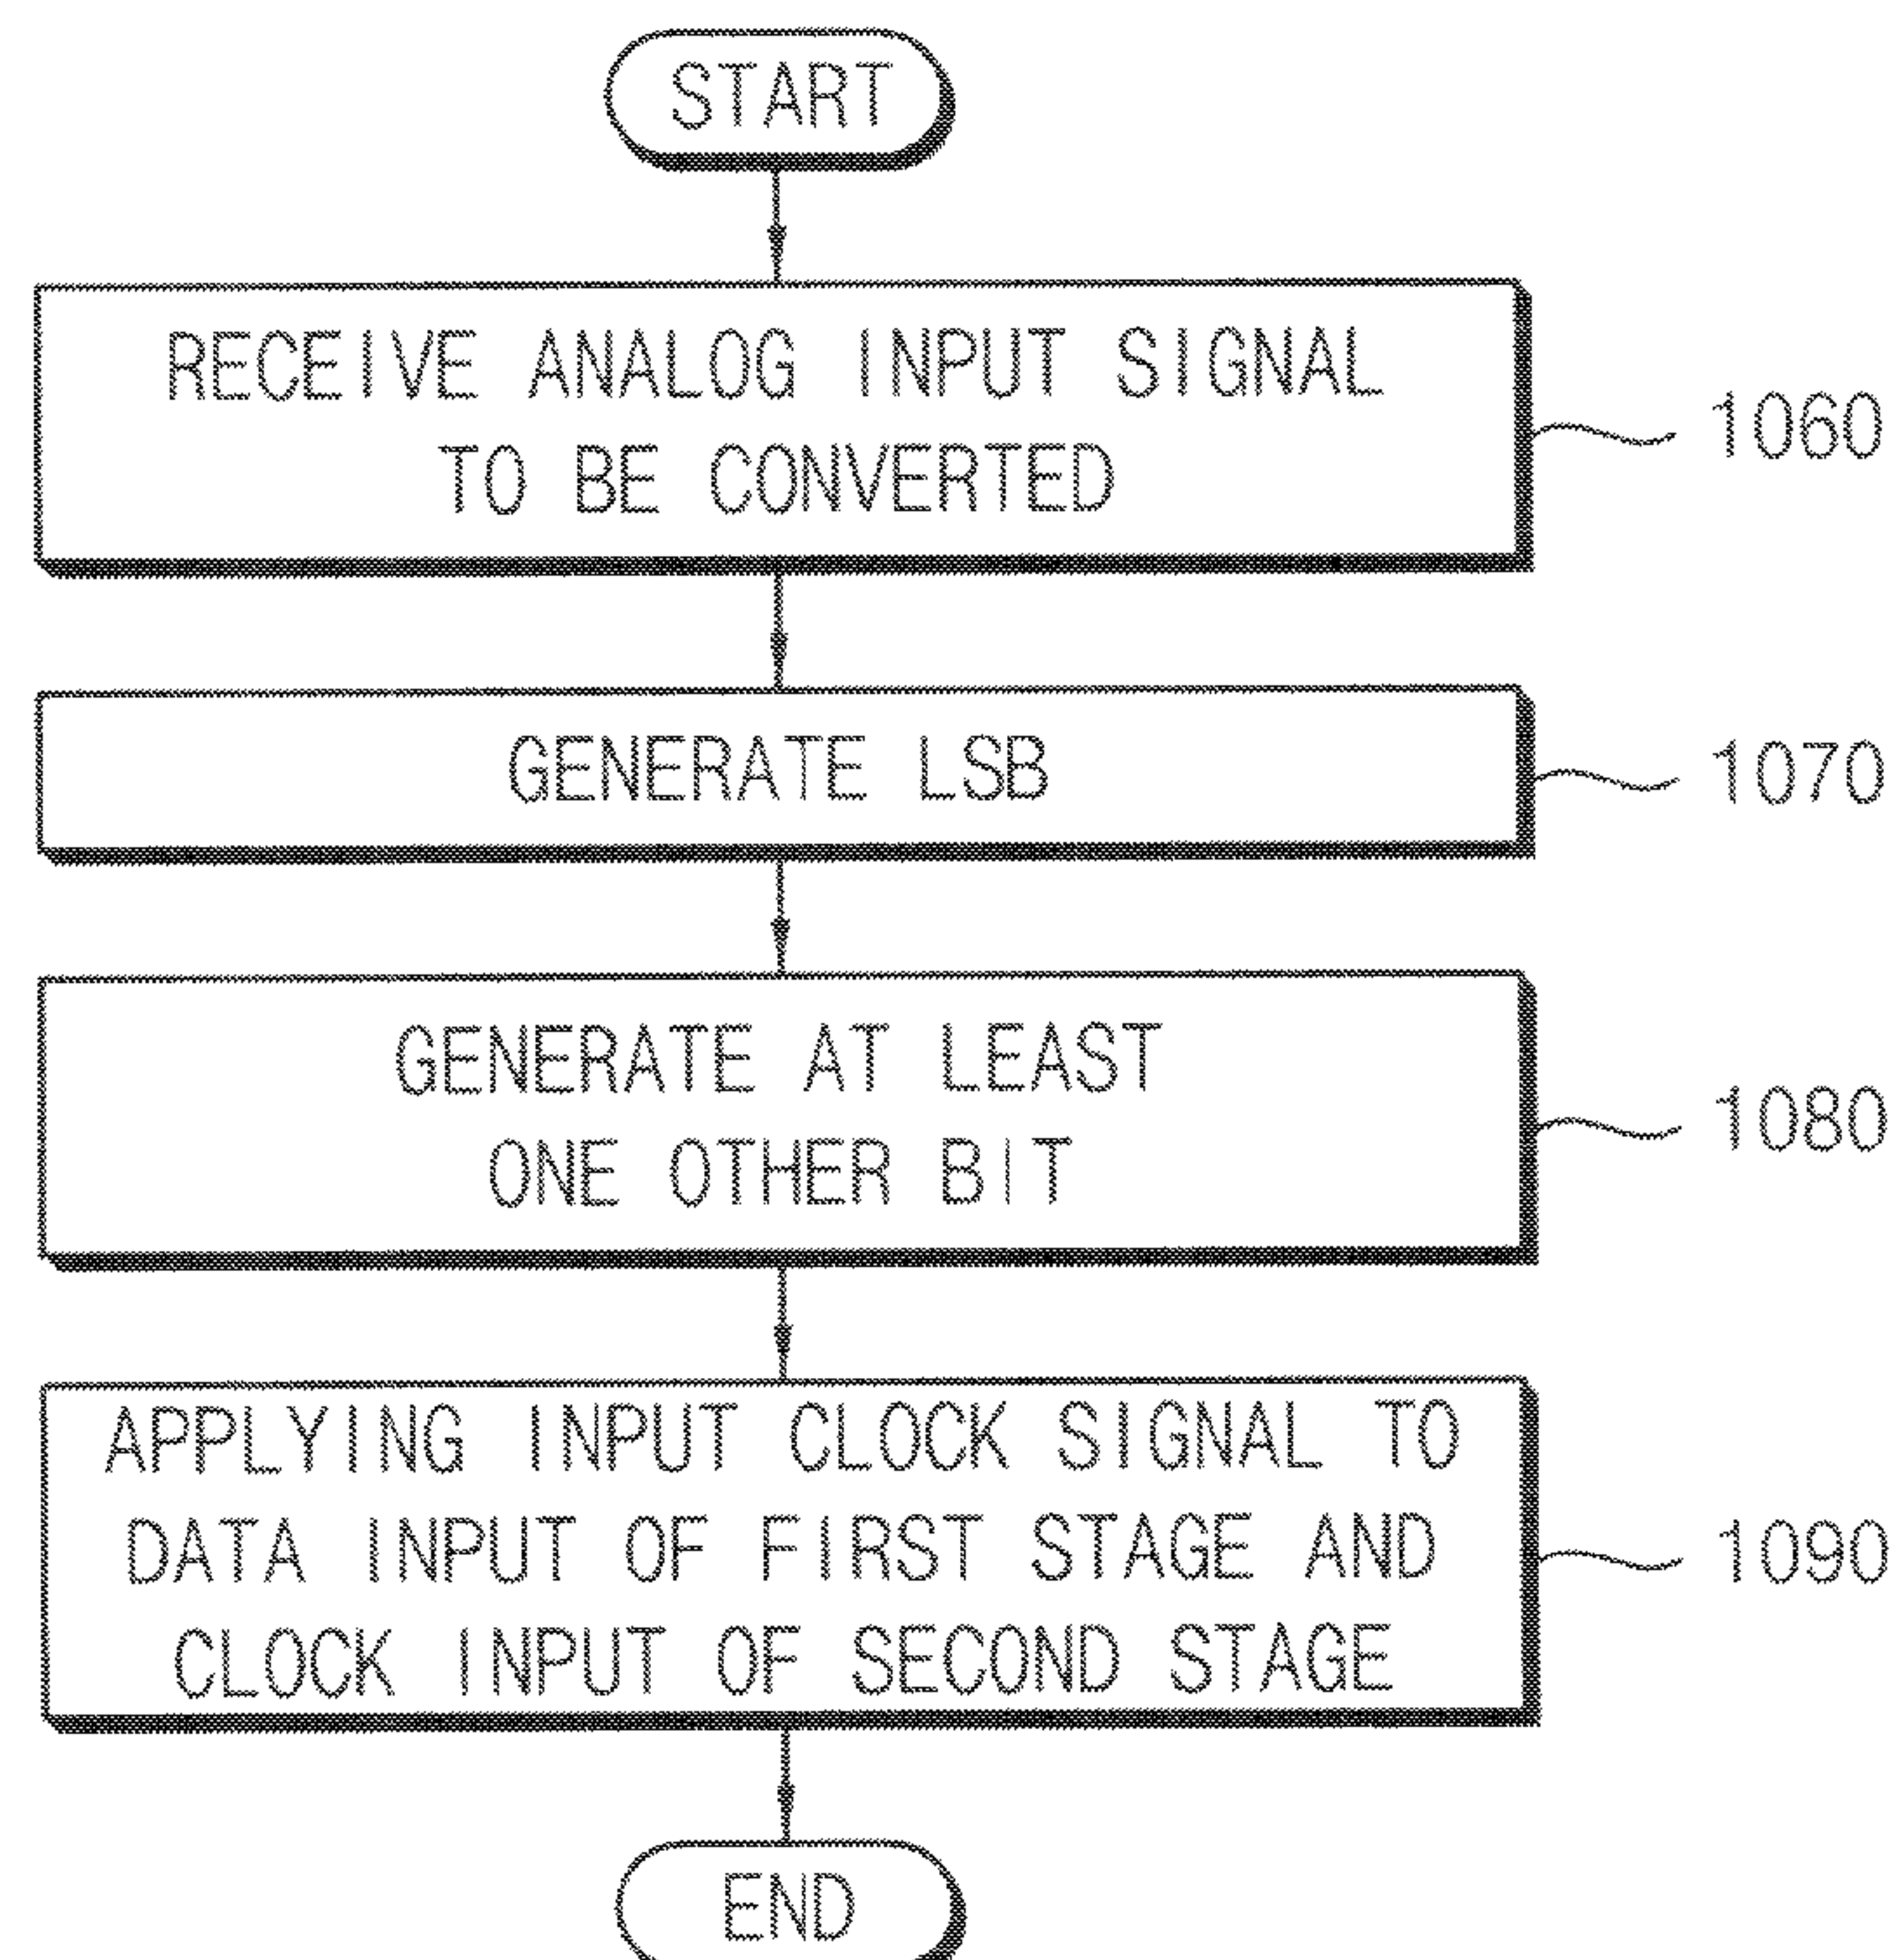 START
RECEIVE ANALOG INPUT SIGNAL
TO BE CONVERTED
1060
GENERATE LSB
1070
GENERATE AT LEAST
ONE OTHER BIT
1080
APPLYING INPUT CLOCK SIGNAL TO
DATA INPUT OF FIRST STAGE AND
CLOCK INPUT OF SECOND STAGE
1090
END